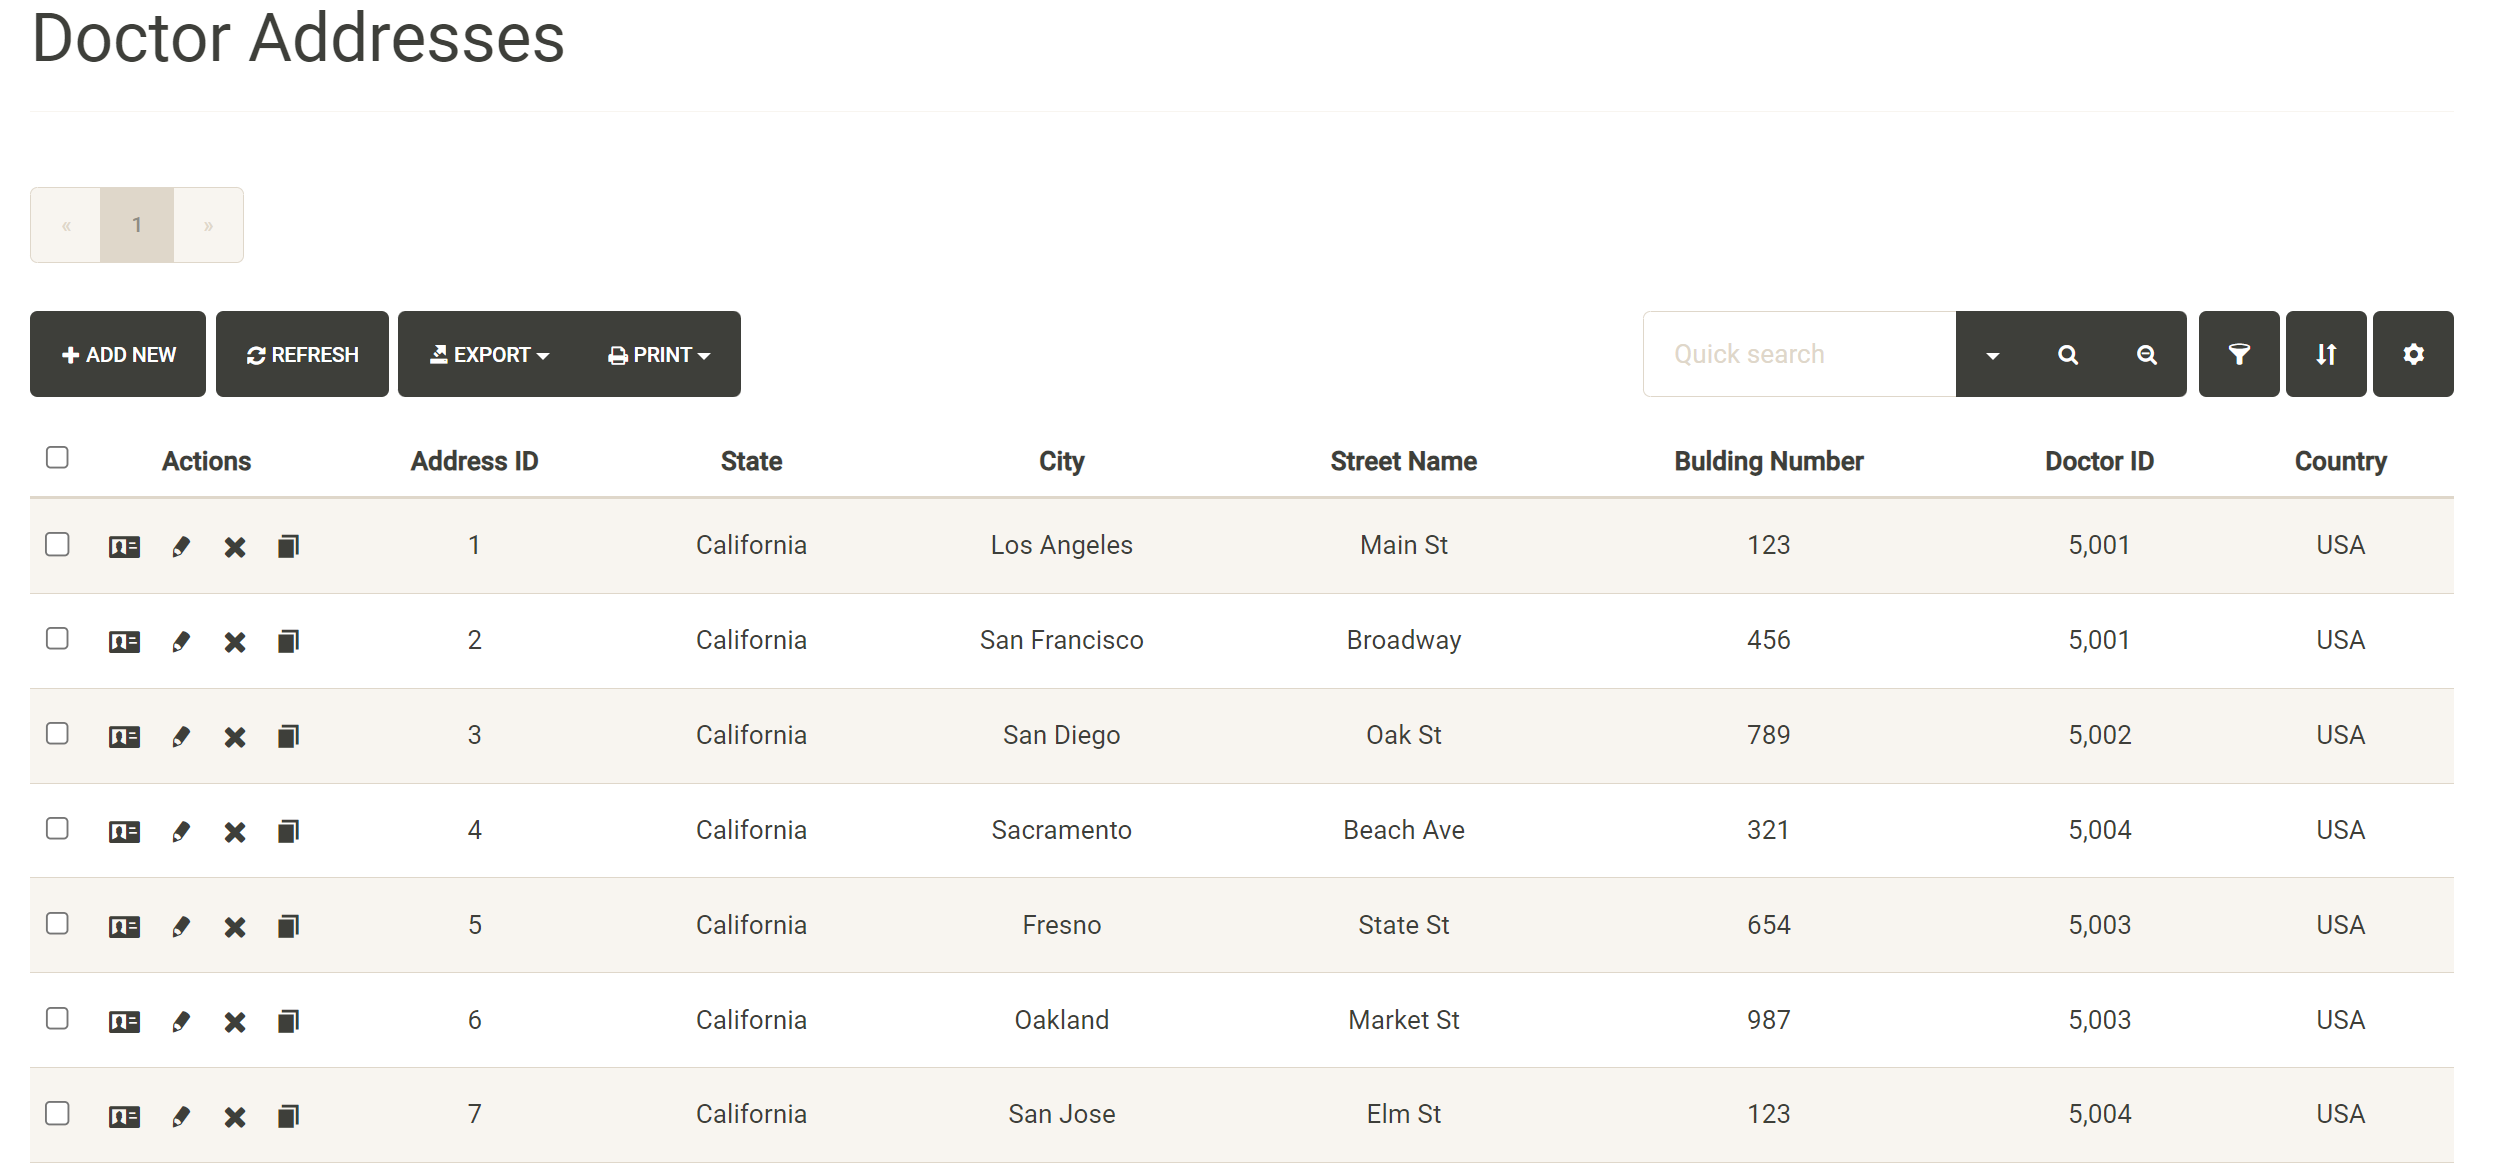 Doctor Addresses
« 1 »
ADD NEW REFRESH EXPORT PRINT Quick search
Actions Address ID State City Street Name Bulding Number Doctor ID Country
1 California Los Angeles Main St 123 5,001 USA
2 California San Francisco Broadway 456 5,001 USA
3 California San Diego Oak St 789 5,002 USA
4 California Sacramento Beach Ave 321 5,004 USA
5 California Fresno State St 654 5,003 USA
6 California Oakland Market St 987 5,003 USA
7 California San Jose Elm St 123 5,004 USA